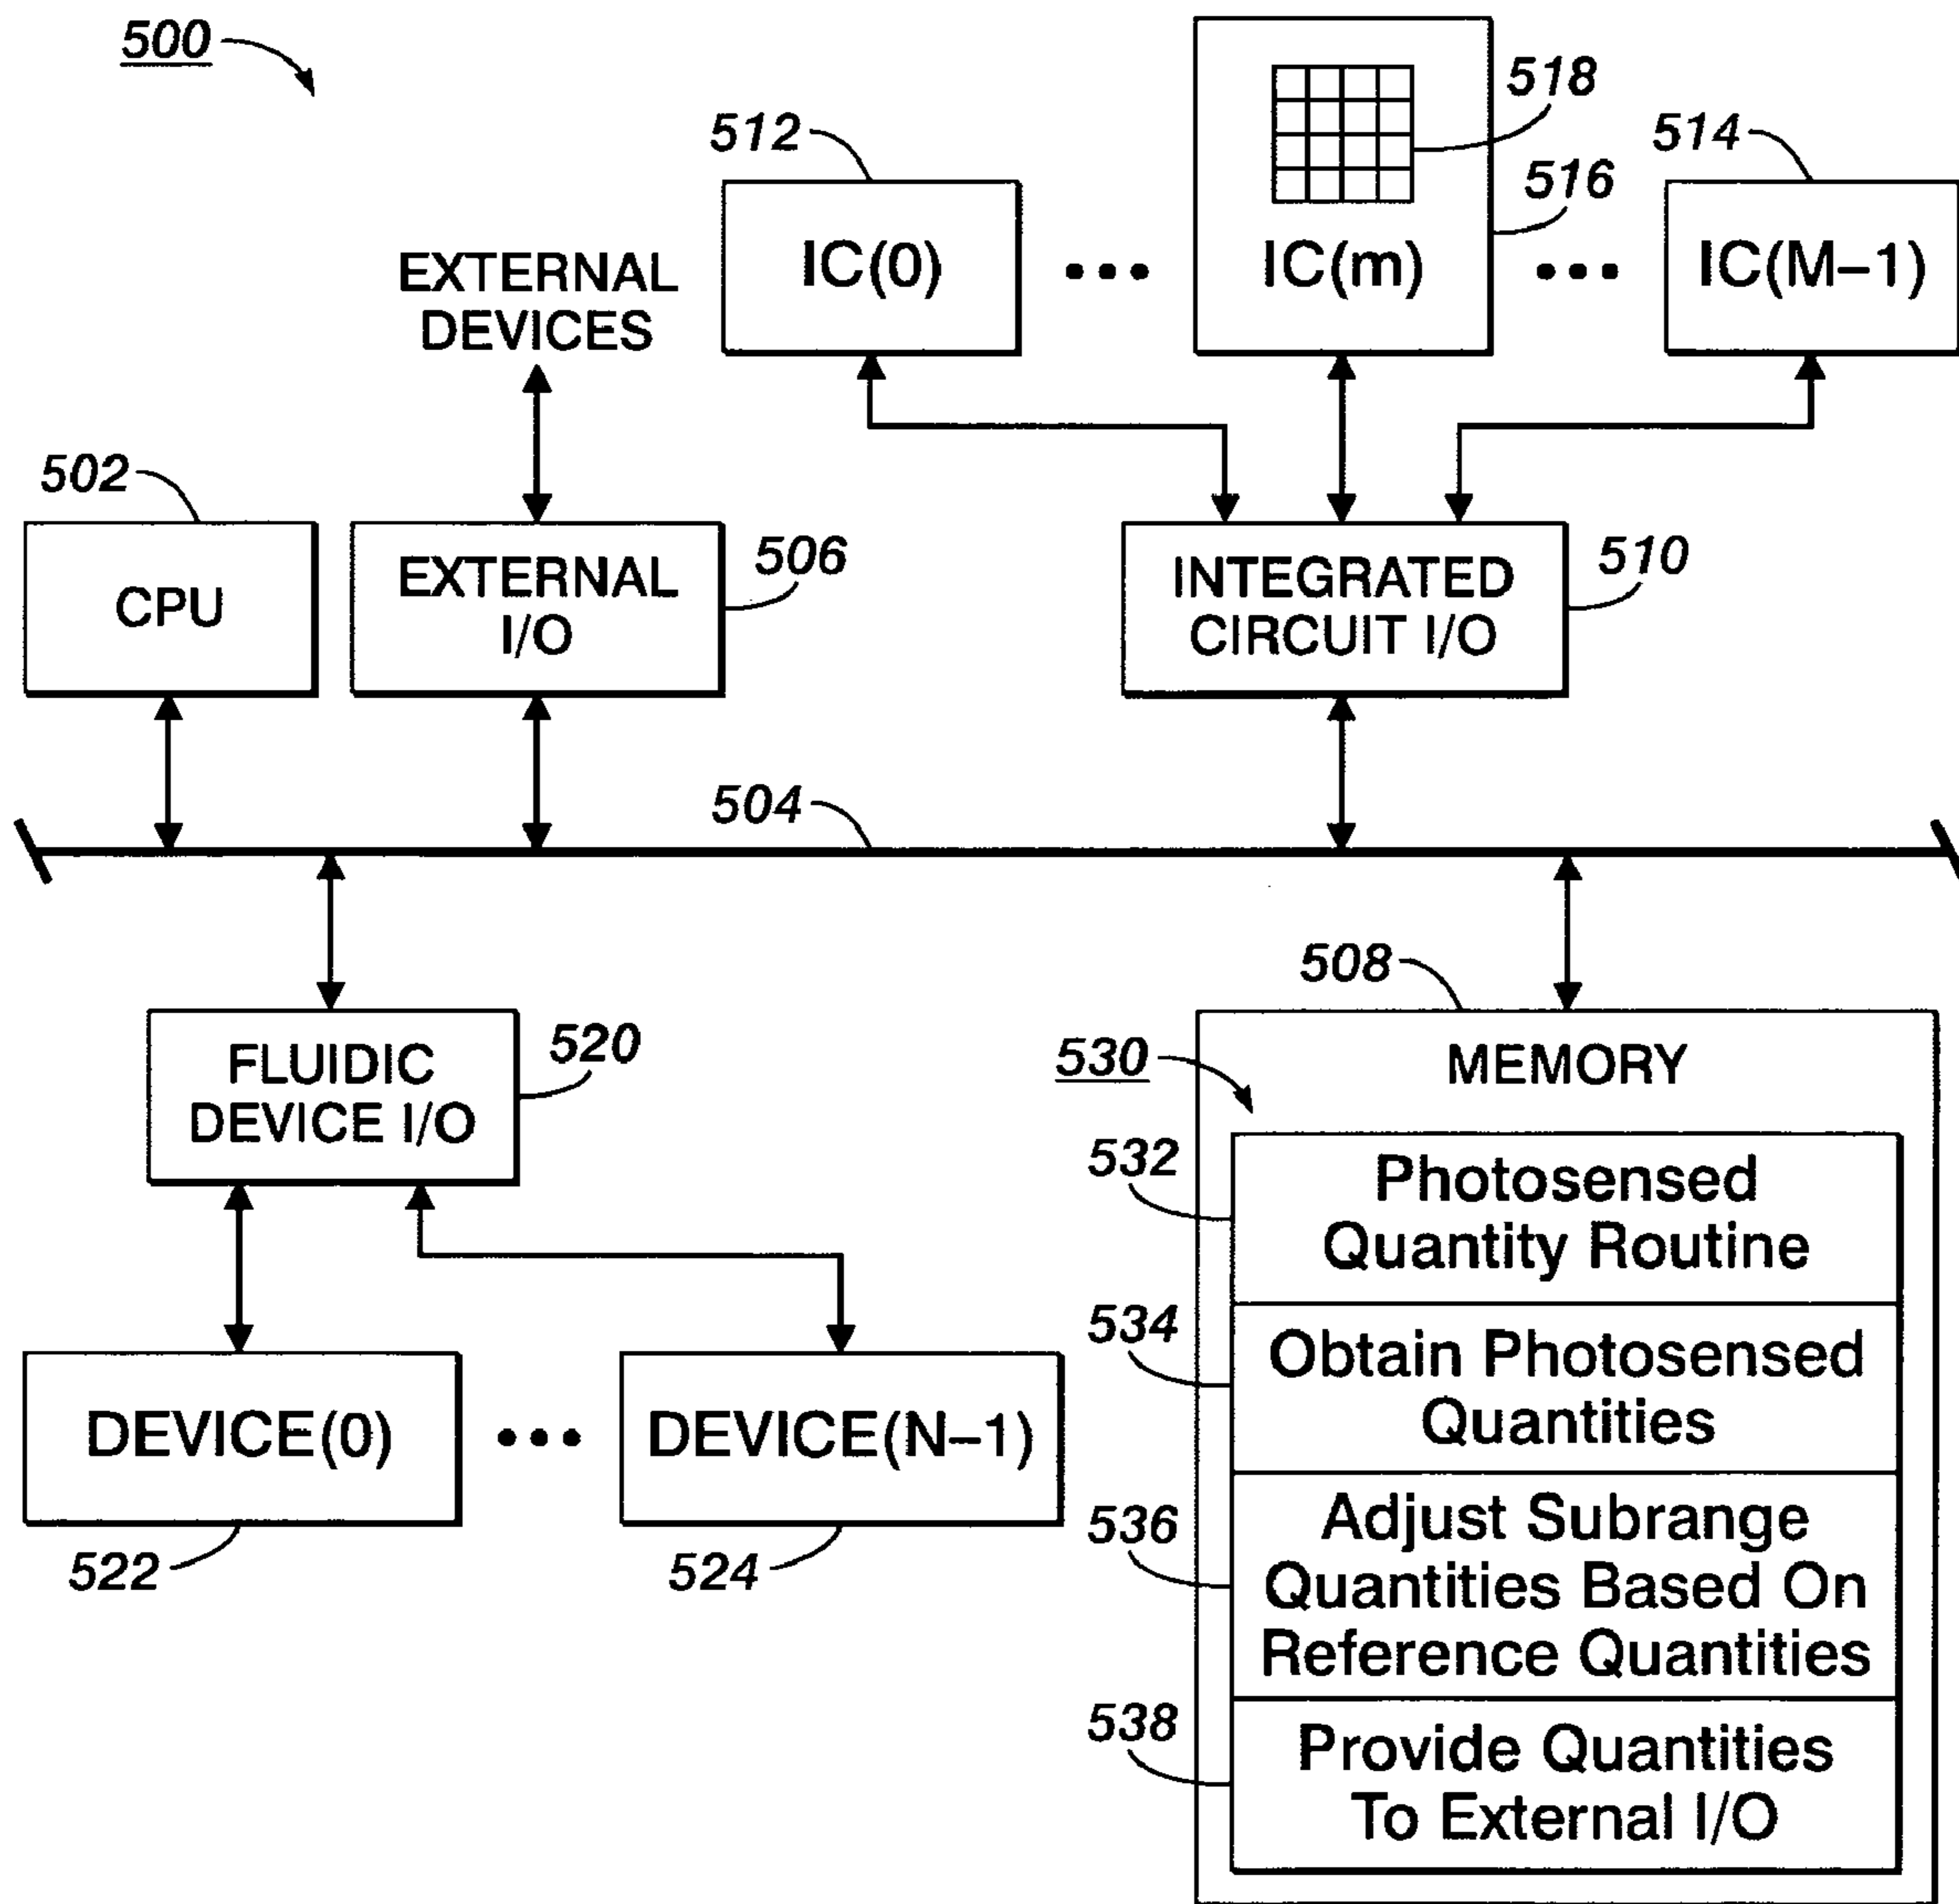 500
518
512
514
516
IC(0)
•••
IC(m)
•••
IC(M–1)
EXTERNAL
DEVICES
502
506
510
CPU
EXTERNAL
I/O
INTEGRATED
CIRCUIT I/O
504
508
520
530
FLUIDIC
DEVICE I/O
MEMORY
532
Photosensed
Quantity Routine
534
Obtain Photosensed
Quantities
DEVICE(0)
•••
DEVICE(N–1)
522
524
536
Adjust Subrange
Quantities Based On
Reference Quantities
538
Provide Quantities
To External I/O